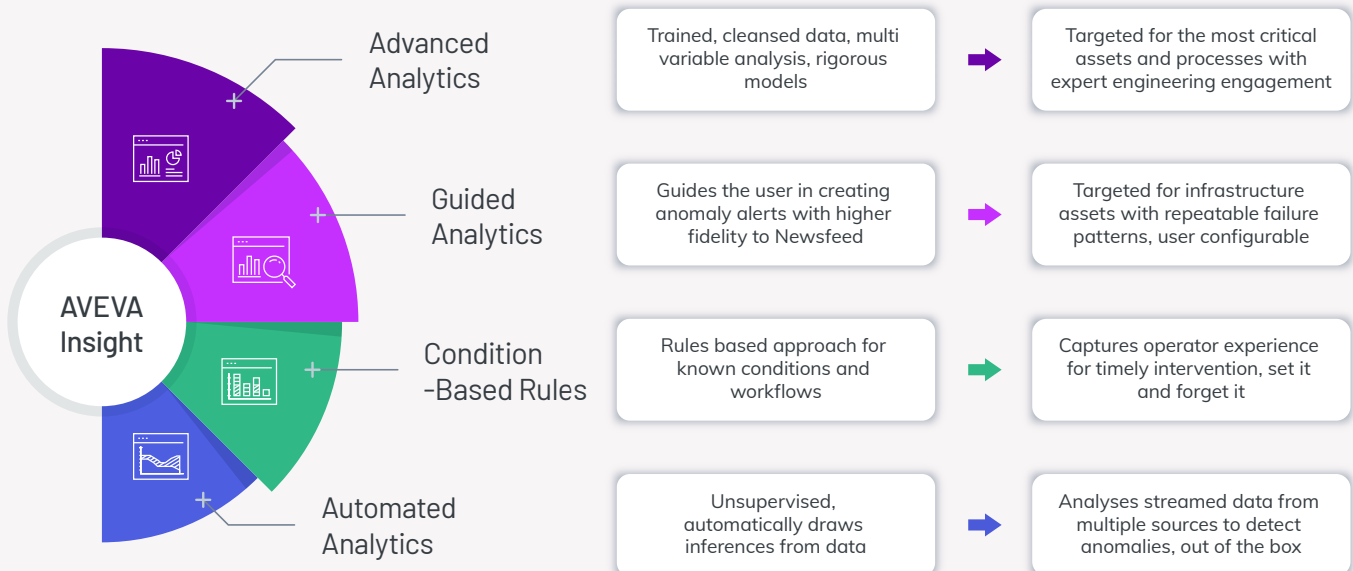 AVEVA
Insight
Advanced
Analytics
Trained, cleansed data, multi
variable analysis, rigorous
models
Targeted for the most critical
assets and processes with
expert engineering engagement
Guided
Analytics
Guides the user in creating
anomaly alerts with higher
fidelity to Newsfeed
Targeted for infrastructure
assets with repeatable failure
patterns, user configurable
Condition
-Based Rules
Rules based approach for
known conditions and
workflows
Captures operator experience
for timely intervention, set it
and forget it
Automated
Analytics
Unsupervised,
automatically draws
inferences from data
Analyses streamed data from
multiple sources to detect
anomalies, out of the box